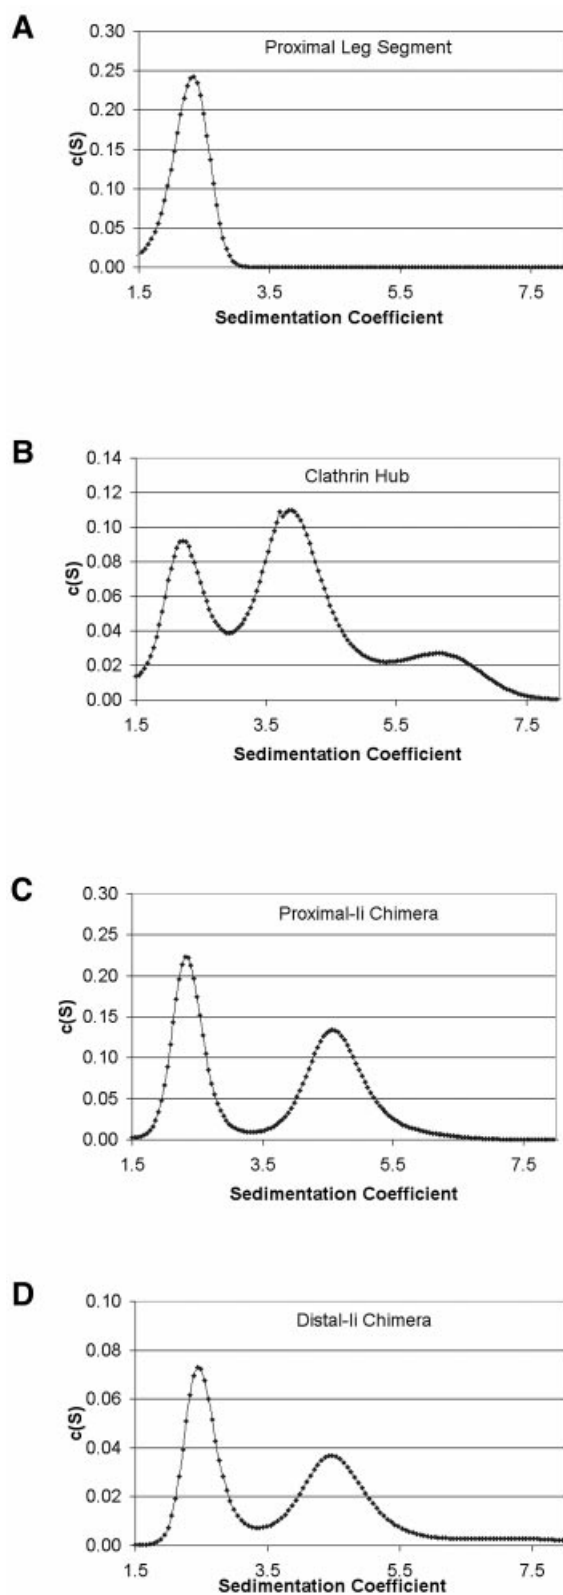 A
Proximal Leg Segment
0.30
0.25
0.20
0.15
0.10
0.05
0.00
c(S)
1.5 3.5 5.5 7.5
Sedimentation Coefficient
B
Clathrin Hub
0.14
0.12
0.10
0.08
0.06
0.04
0.02
0.00
c(S)
1.5 3.5 5.5 7.5
Sedimentation Coefficient
C
Proximal-Ii Chimera
0.30
0.25
0.20
0.15
0.10
0.05
0.00
c(S)
1.5 3.5 5.5 7.5
Sedimentation Coefficient
D
Distal-Ii Chimera
0.10
0.08
0.06
0.04
0.02
0.00
c(S)
1.5 3.5 5.5 7.5
Sedimentation Coefficient